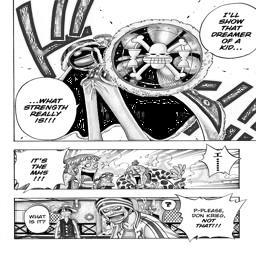 I'LL
SHOW
THAT
DREAMER
OF A
KID...
...WHAT
STRENGTH
REALLY
IS!!!
IT'S
THE
MH5
!!!
!
WHAT
IS IT?
?
P-PLEASE,
DON KRIEG,
NOT
THAT!!!